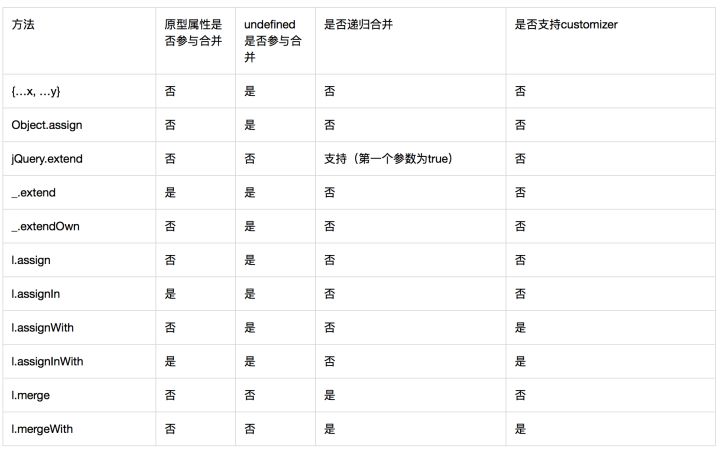 方法 原型属性是否参与合并 undefined是否参与合并 是否递归合并 是否支持customizer
{…x, …y} 否 是 否 否
Object.assign 否 是 否 否
jQuery.extend 否 否 支持（第一个参数为true） 否
_.extend 是 是 否 否
_.extendOwn 否 是 否 否
l.assign 否 是 否 否
l.assignIn 是 是 否 否
l.assignWith 否 是 否 是
l.assignInWith 是 是 否 是
l.merge 否 否 是 否
l.mergeWith 否 否 是 是